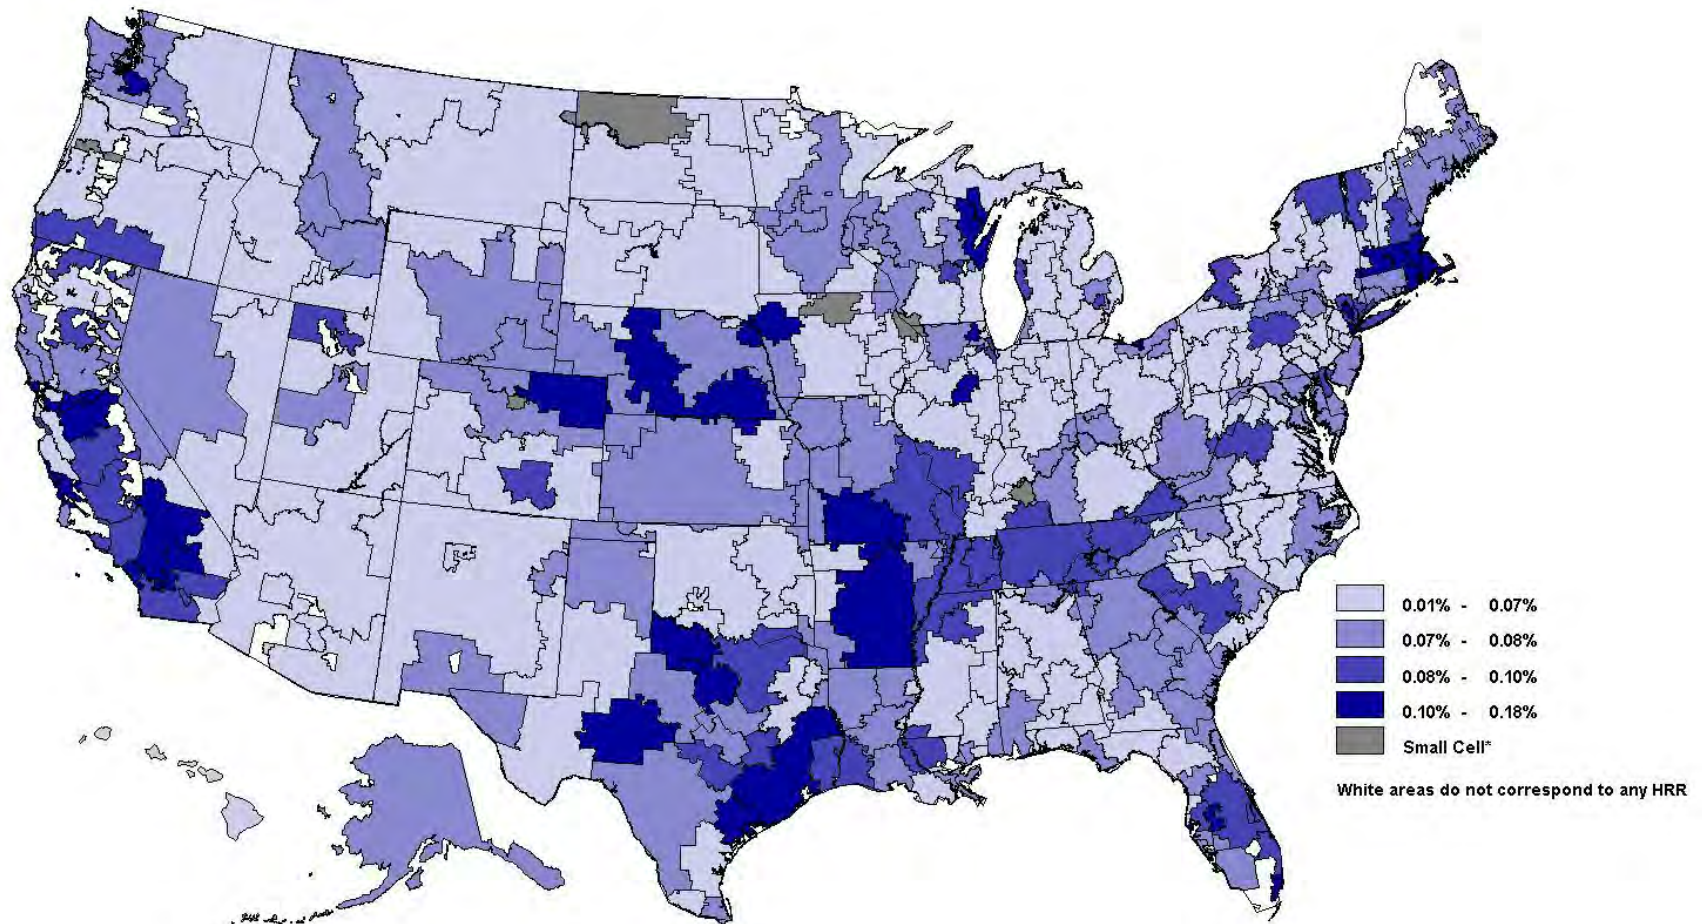 0.01% - 0.07%
0.07% - 0.08%
0.08% - 0.10%
0.10% - 0.18%
Small Cell*
White areas do not correspond to any HRR